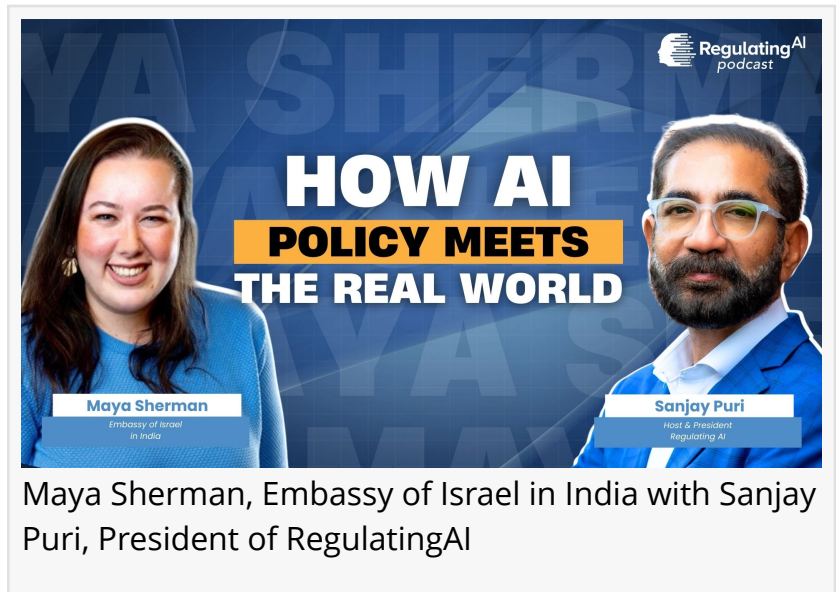 RegulatingAI
podcast
HOW AI
POLICY MEETS
THE REAL WORLD
Maya Sherman
Embassy of Israel
in India
Sanjay Puri
Host & President
Regulating AI
Maya Sherman, Embassy of Israel in India with Sanjay
Puri, President of RegulatingAI